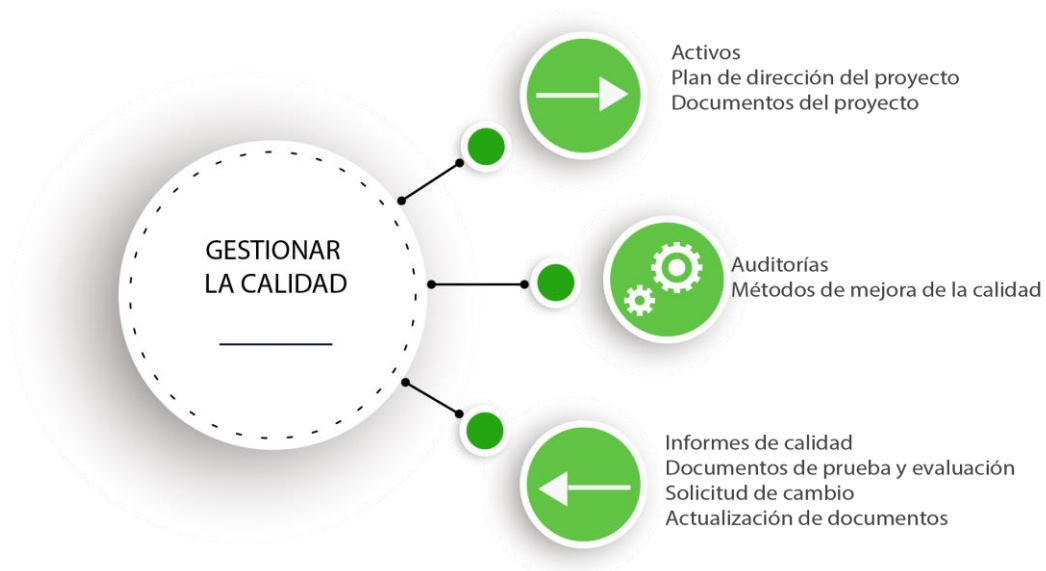 GESTIONAR
LA CALIDAD
Activos
Plan de dirección del proyecto
Documentos del proyecto
Auditorías
Métodos de mejora de la calidad
Informes de calidad
Documentos de prueba y evaluación
Solicitud de cambio
Actualización de documentos